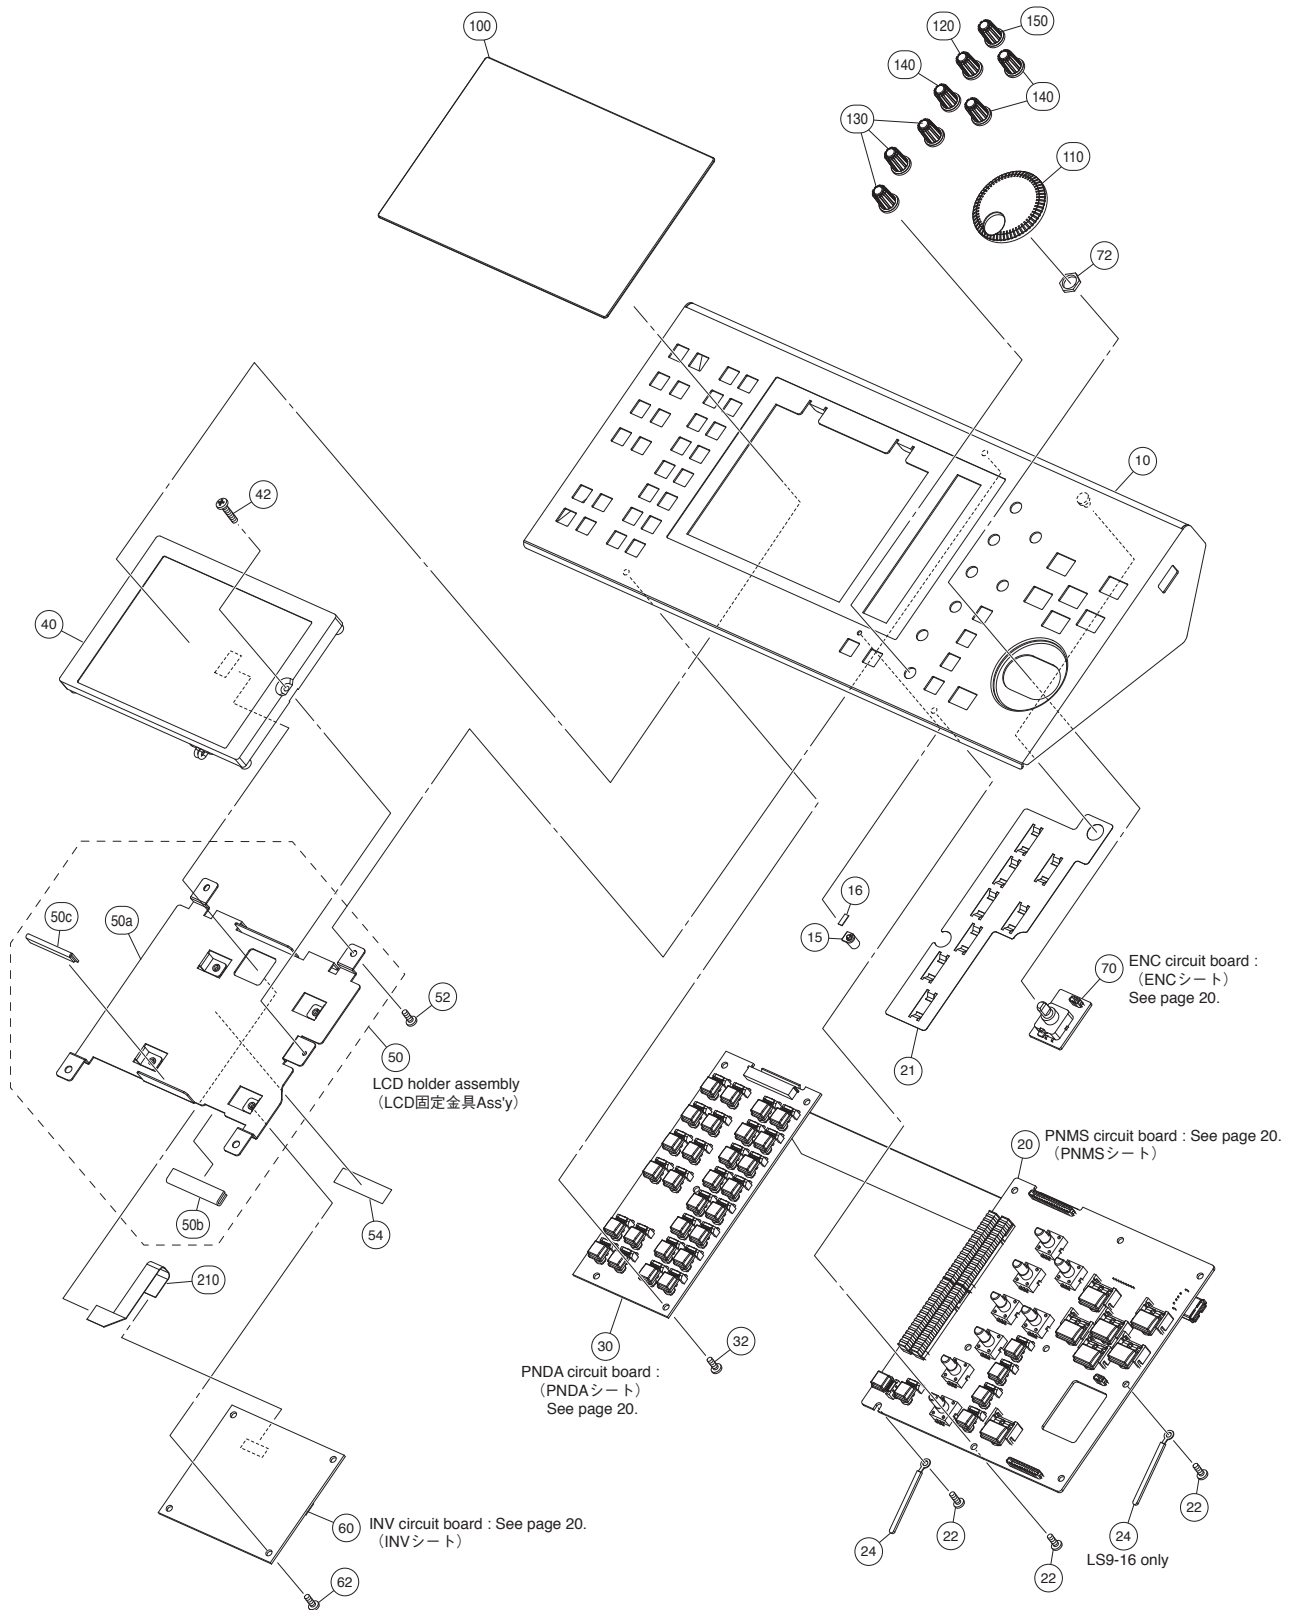 100
120
150
140
140
130
110
72
10
42
40
16
15
50c
50a
52
50
LCD holder assembly
（LCD固定金具Ass'y）
70
ENC circuit board :
（ENCシート）
See page 20.
21
20
PNMS circuit board : See page 20.
（PNMSシート）
50b
54
210
30
PNDA circuit board :
（PNDAシート）
See page 20.
32
60
INV circuit board : See page 20.
（INVシート）
62
24
22
22
24
LS9-16 only
22